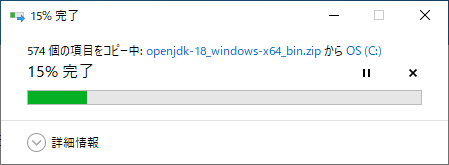 15% 完了
574 個の項目をコピー中: openjdk-18_windows-x64_bin.zip から OS (C:)
15% 完了
詳細情報